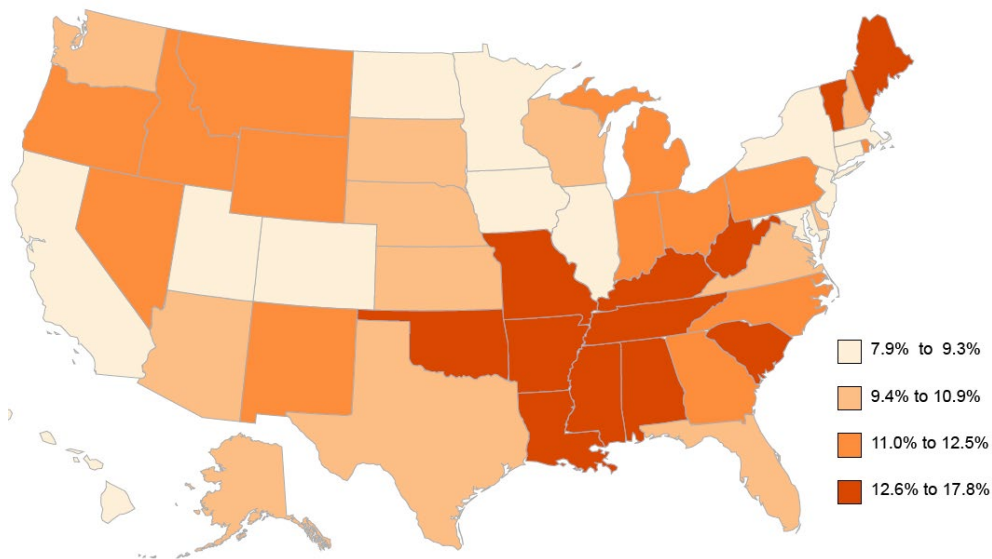 7.9% to 9.3%
9.4% to 10.9%
11.0% to 12.5%
12.6% to 17.8%